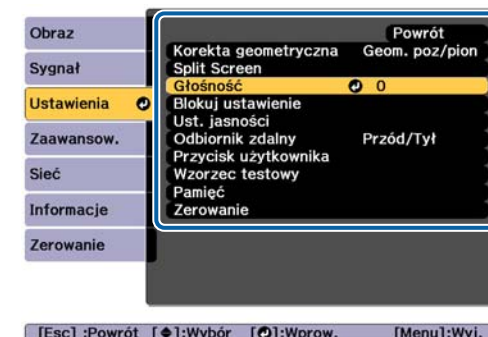 Obraz
Sygnał
Ustawienia
Zaawansow.
Sieć
Informacje
Zerowanie
Powrót
Korekta geometryczna Geom. poz/pion
Split Screen
Głośność 0
Blokuj ustawienie
Ust. jasności
Odbiornik zdalny Przód/Tył
Przycisk użytkownika
Wzorzec testowy
Pamięć
Zerowanie
[Esc] :Powrót [◆]:Wybór [⏎]:Wprow. [Menu]:Wyj.